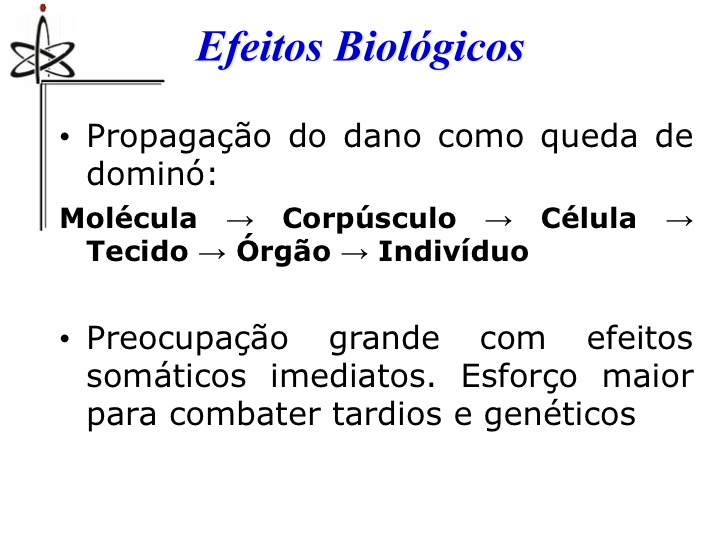 Efeitos Biológicos
• Propagação do dano como queda de
dominó:
Molécula → Corpúsculo → Célula →
Tecido → Órgão → Indivíduo
• Preocupação grande com efeitos
somáticos imediatos. Esforço maior
para combater tardios e genéticos